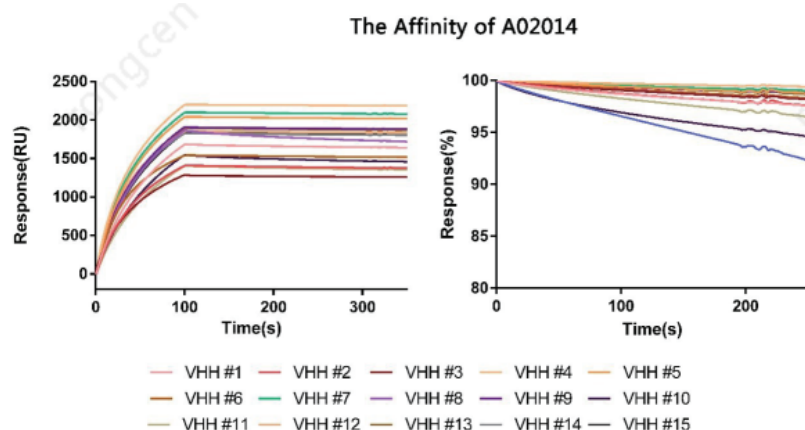 The Affinity of A02014
2500
2000
1500
1000
500
0
Response(RU)
0 100 200 300
Time(s)
100
95
90
85
80
Response(%)
0 100 200
Time(s)
VHH #1 VHH #2 VHH #3 VHH #4 VHH #5
VHH #6 VHH #7 VHH #8 VHH #9 VHH #10
VHH #11 VHH #12 VHH #13 VHH #14 VHH #15